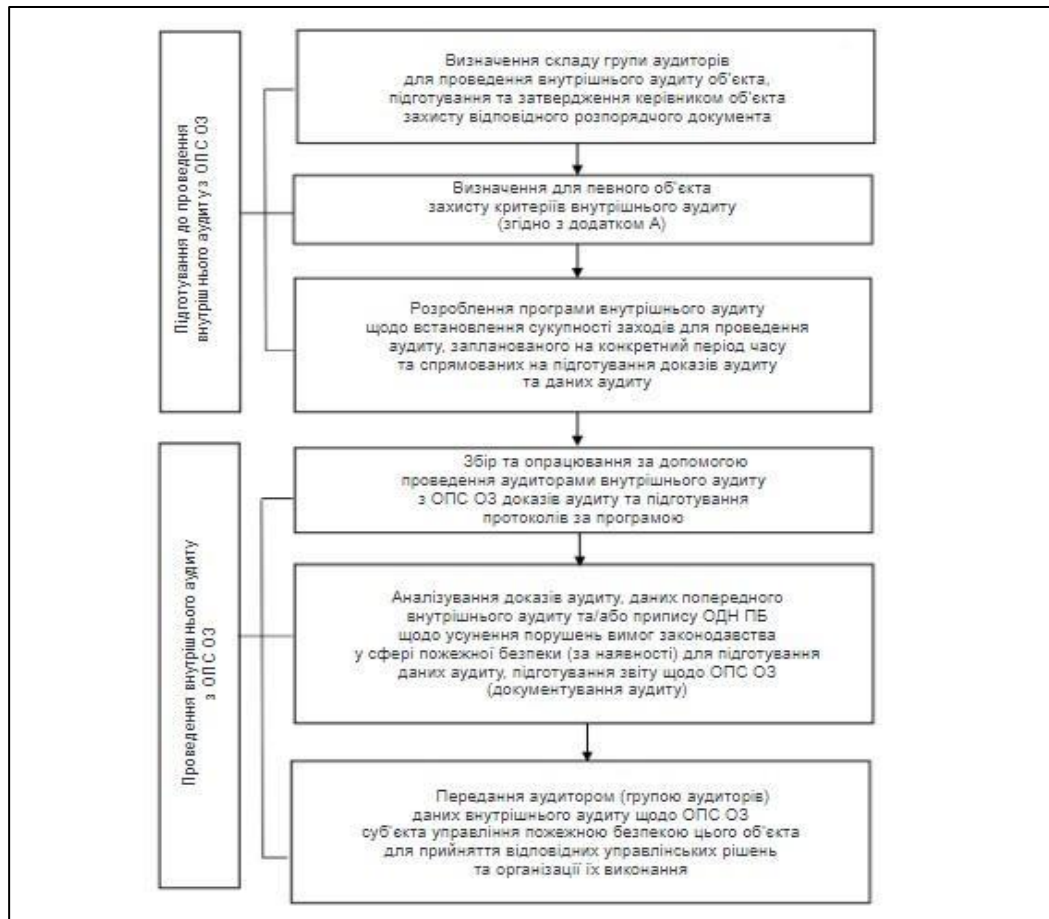 Підготування до проведення
внутрішнього аудиту з ОПС ОЗ
Визначення складу групи аудиторів
для проведення внутрішнього аудиту об'єкта,
підготування та затвердження керівником об'єкта
захисту відповідного розпорядчого документа
Визначення для певного об'єкта
захисту критеріїв внутрішнього аудиту
(згідно з додатком А)
Розроблення програми внутрішнього аудиту
щодо встановлення сукупності заходів для проведення
аудиту, запланованого на конкретний період часу
та спрямованих на підготування доказів аудиту
та даних аудиту
Проведення внутрішнього аудиту
з ОПС ОЗ
Збір та опрацювання за допомогою
проведення аудиторами внутрішнього аудиту
з ОПС ОЗ доказів аудиту та підготування
протоколів за програмою
Аналізування доказів аудиту, даних попередного
внутрішнього аудиту та/або припису ОДН ПБ
щодо усунення порушень вимог законодавства
у сфері пожежної безпеки (за наявності) для підготування
даних аудиту, підготування звіту щодо ОПС ОЗ
(документування аудиту)
Передання аудитором (групою аудиторів)
даних внутрішнього аудиту щодо ОПС ОЗ
суб'єкта управління пожежною безпекою цього об'єкта
для прийняття відповідних управлінських рішень
та організації їх виконання